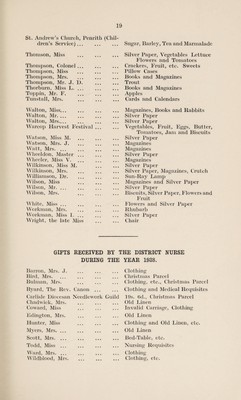 19
St. Andrew's Church, Penrith (Children's Service) ... ... ... Sugar, Barley, Tea and Marmalade
Thomson, Miss ... ... ... Silver Paper, Vegetables Lettuce
Flowers and Tomatoes
Thompson, Colonel ... ... ... Crackers, Fruit, etc. Sweets
Thompson, Miss ... ... ... Pillow Cases
Thompson, Mrs. ... ... ... Books and Magazines
Thompson, Mr. J. D. ... ... Trout
Thorburn, Miss L. ... ... ... Books and Magazines
Toppin, Mr. F. ... ... ... Apples
Tunstall, Mrs. ... ... ... Cards and Calendars
Walton, Miss ... ... ... Magazines, Books and Rabbits
Walton, Mr. ... ... ... Silver Paper
Walton, Mrs. ... ... ... Silver Paper
Warcop Harvest Festival ... ... Vegetables, Fruit, Eggs, Butter,
Tomatoes, Jam and Biscuits
Watson, Miss M. ... ... ... Silver Paper
Watson, Mrs. J. ... ... ... Magazines
Watt, Mrs. ... ... ... Magazines
Wheeldon, Master ... ... ... Silver Paper
Wheeler, Miss V. ... ... ... Magazines
Wilkinson, Miss M. ... ... ... Silver Paper
Wilkinson, Mrs. ... ... ... Silver Paper, Magazines, Crutch
Williamson, Dr. ... ... ... Sun-Ray Lamp
Wilson, Miss ... ... ... Magazines and Silver Paper
Wilson, Mr. ... ... ... Silver Paper
Wilson, Mrs. ... ... ... Biscuits, Silver Paper, Flowers and
Fruit
White, Miss ... ... ... Flowers and Silver Paper
Workman, Mrs. ... ... ... Rhubarb
Workman, Miss I. ... ... ... Silver Paper
Wright, the late Miss ... ... Chair
GIFTS RECEIVED BY THE DISTRICT NURSE
DURING THE YEAR 1938.
Barron, Mrs. J. ... ... ... Clothing
Bird, Mrs. ... ... ... Christmas Parcel
Bulman, Mrs. ... ... ... Clothing, etc., Christmas Parcel
Byard, The Rev. Canon ... ... Clothing and Medical Requisites
Carlisle Diocesan Needlework Guild 10s. 6d., Christmas Parcel
Chadwick, Mrs. ... ... ... Old Linen
Coward, Miss ... ... ... Invalid Carriage, Clothing
Edington, Mrs. ... ... ... Old Linen
Hunter, Miss ... ... ... Clothing and Old Linen, etc.
Myers, Mrs. ... ... ... Old Linen
Scott, Mrs. ... ... ... Bed-Table, etc.
Todd, Miss ... ... ... Nursing Requisites
Ward, Mrs. ... ... ... Clothing
Wildblood, Mrs. ... ... ... Clothing, etc.